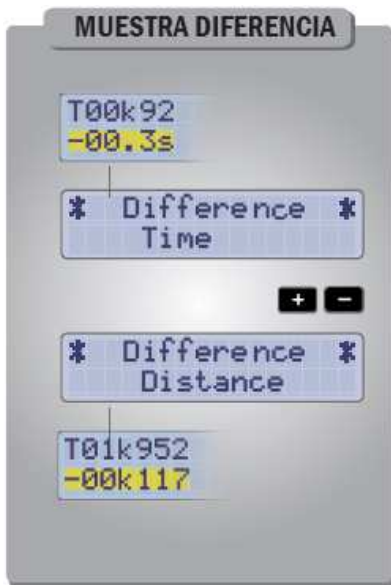 MUESTRA DIFERENCIA
T00k92
-00.3s
* Difference *
Time
+ -
* Difference *
Distance
T01k952
-00k117